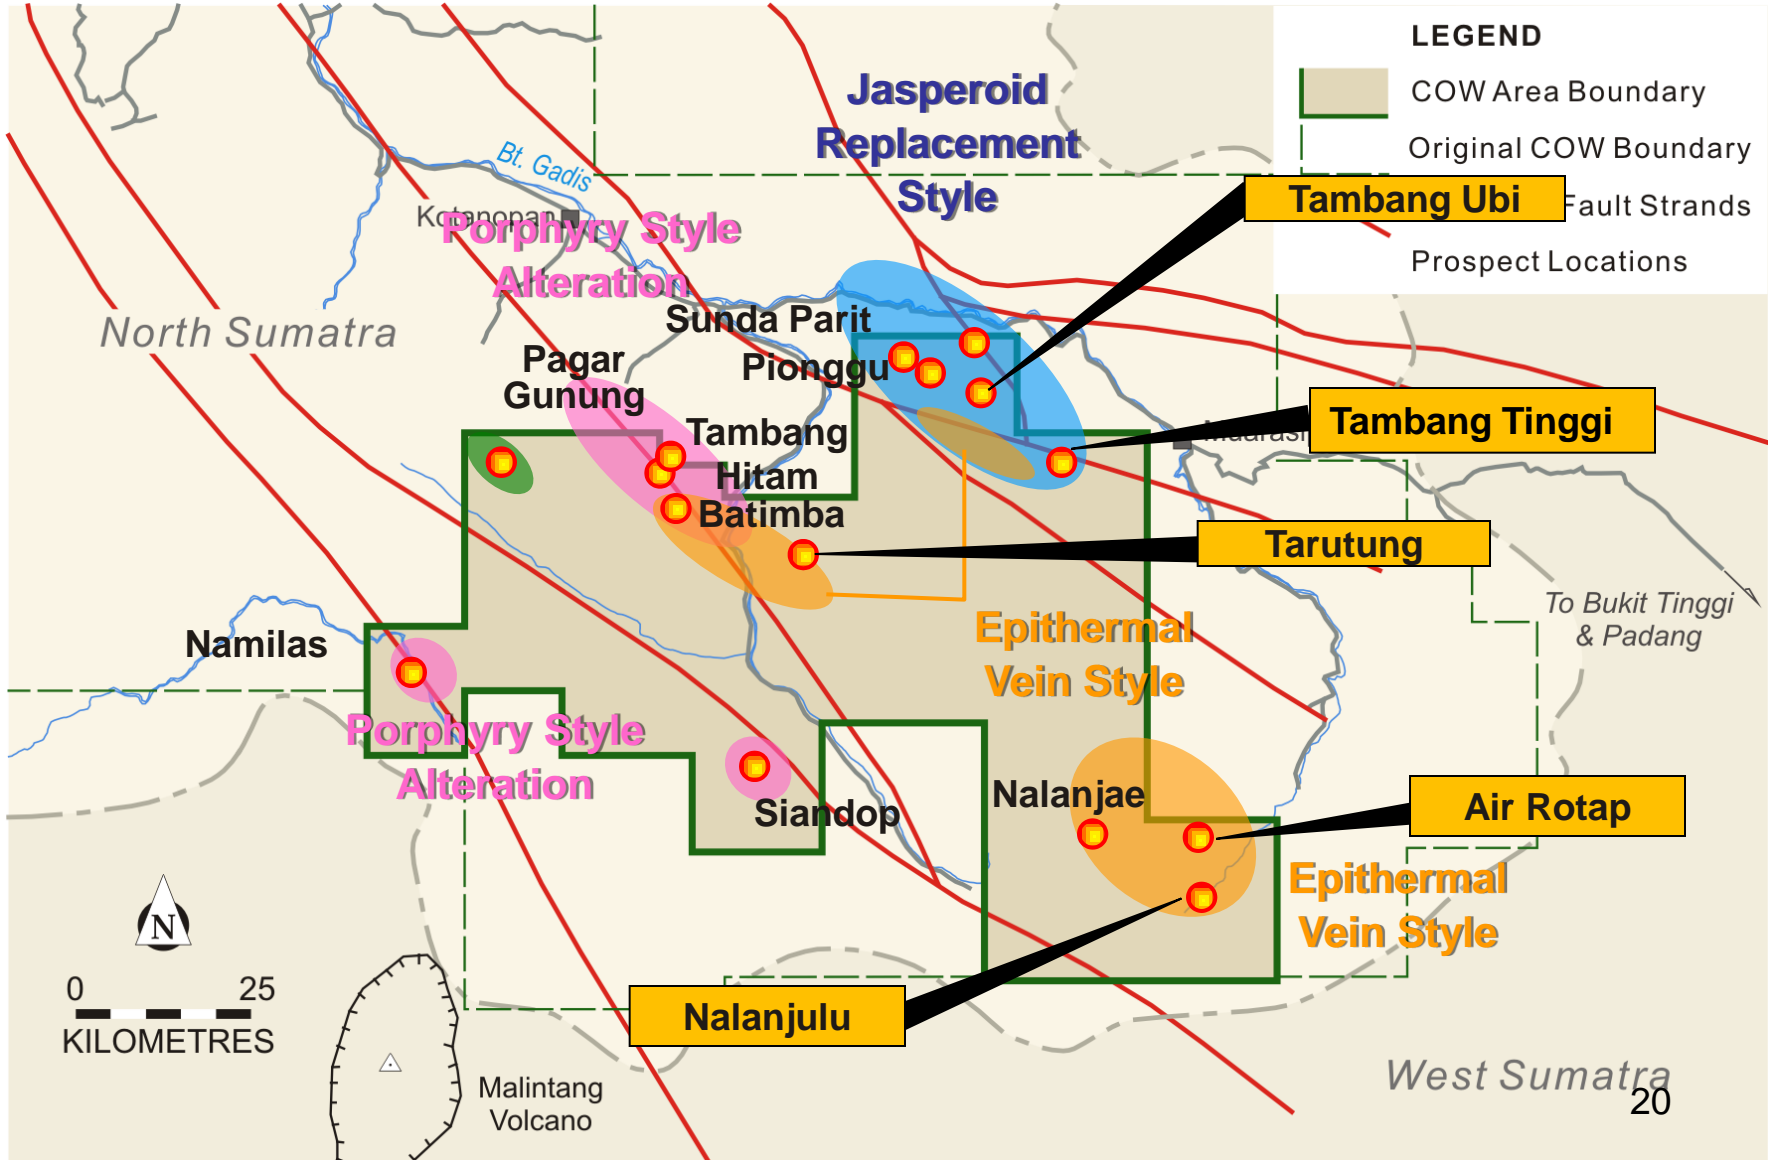 LEGEND
COW Area Boundary
Original COW Boundary
Fault Strands
Prospect Locations
Jasperoid
Replacement
Style
Tambang Ubi
Bt. Gadis
Kotanopan
Porphyry Style
Alteration
North Sumatra
Sunda Parit
Pionggu
Pagar
Gunung
Tambang
Hitam
Batimba
Tambang Tinggi
Tarutung
To Bukit Tinggi
& Padang
Epithermal
Vein Style
Namilas
Porphyry Style
Alteration
Siandop
Nalanjae
Air Rotap
Epithermal
Vein Style
N
0 25
KILOMETRES
Nalanjulu
Malintang
Volcano
West Sumatra
20